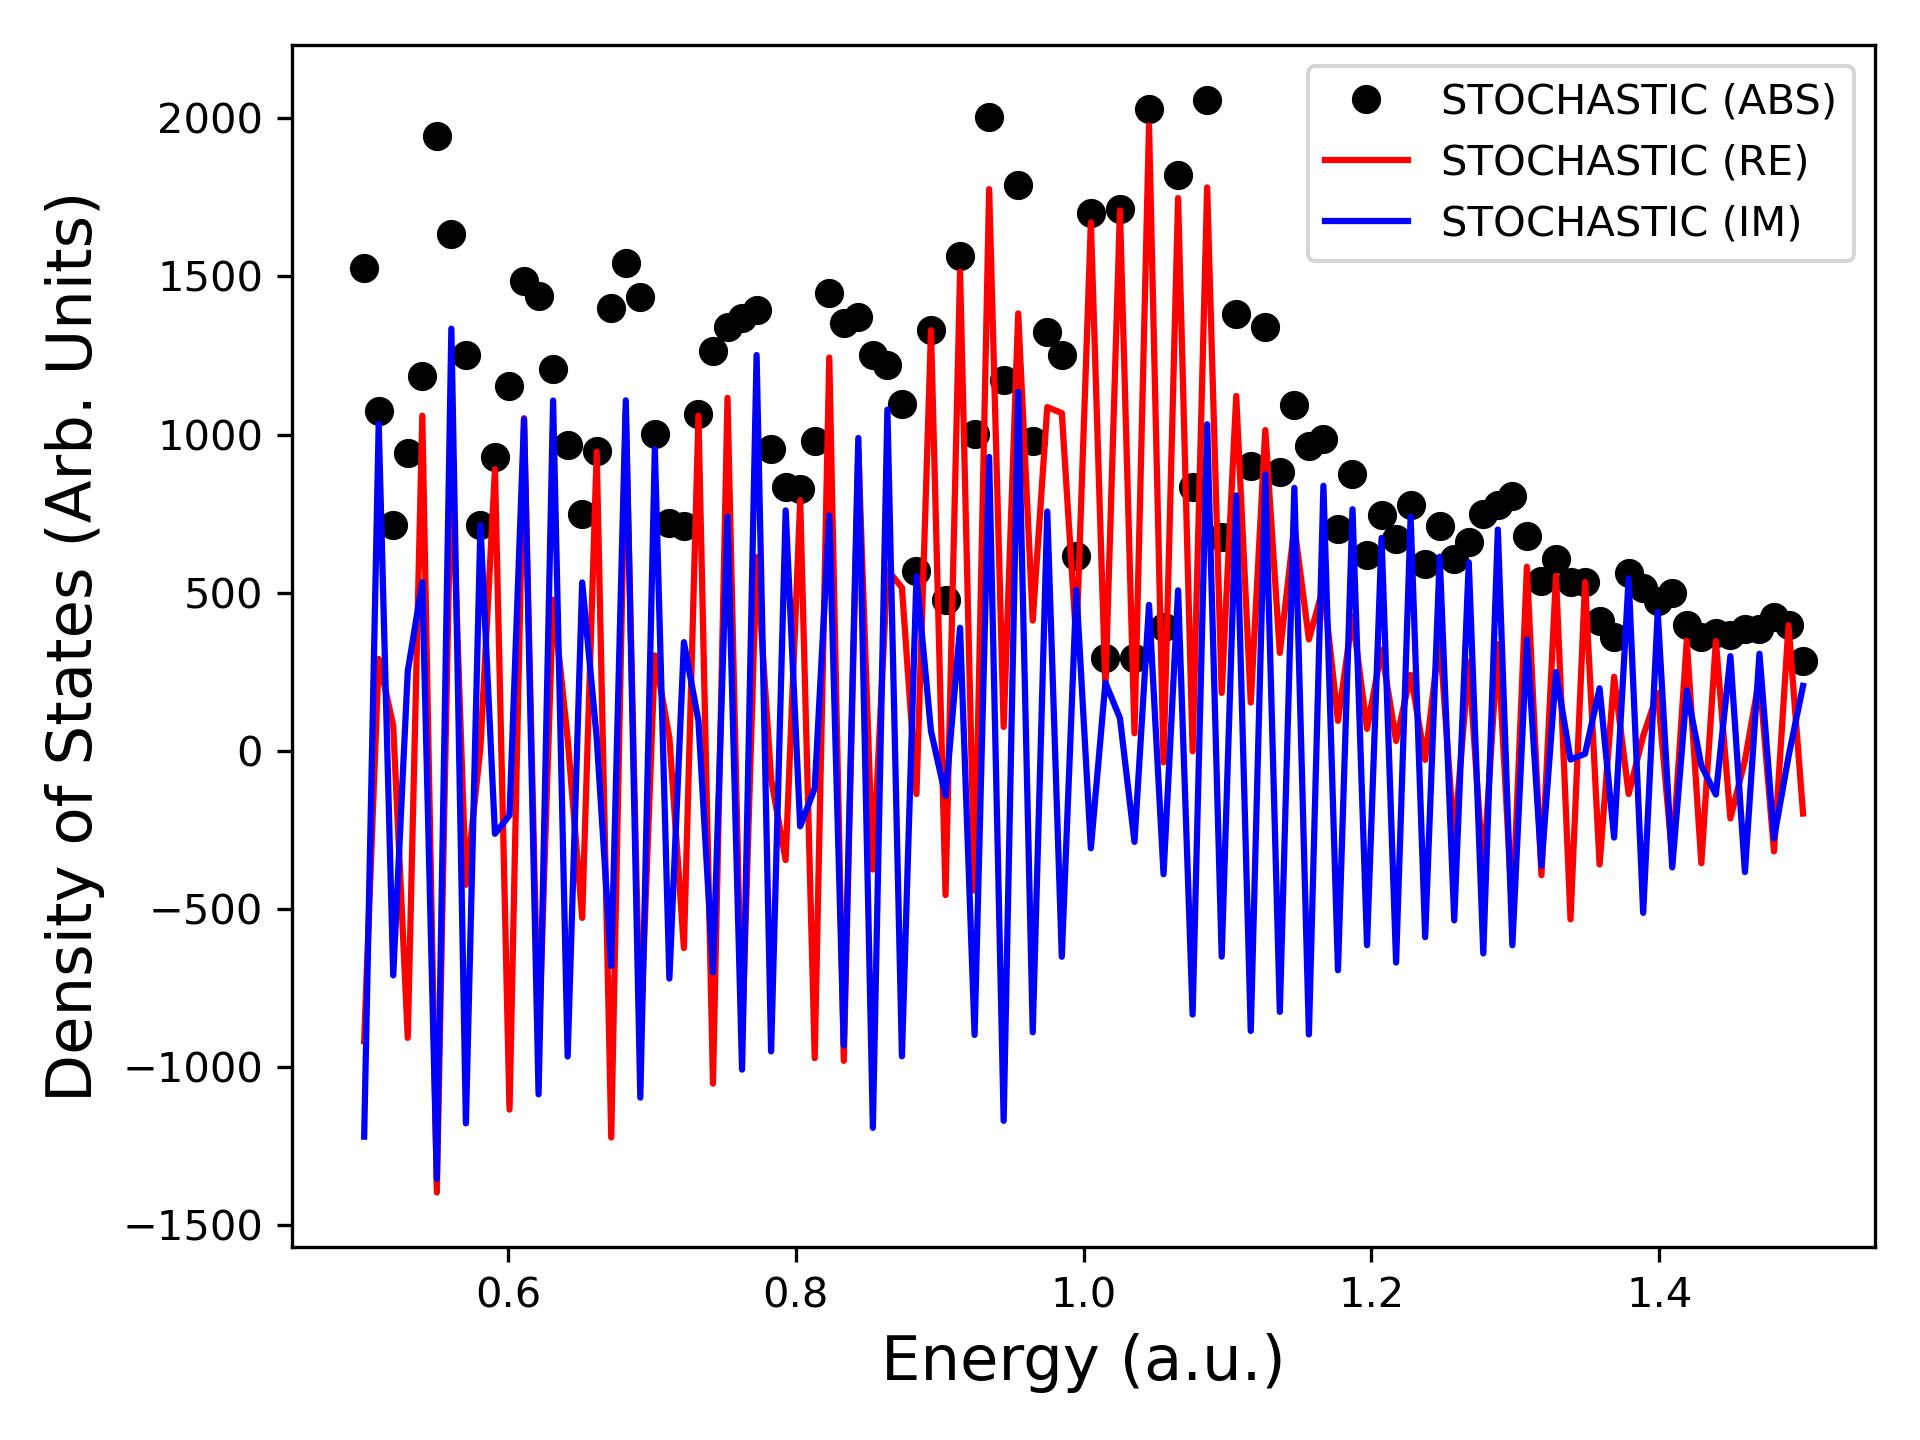 STOCHASTIC (ABS)
STOCHASTIC (RE)
STOCHASTIC (IM)
Density of States (Arb. Units)
2000
1500
1000
500
0
−500
−1000
−1500
0.6 0.8 1.0 1.2 1.4
Energy (a.u.)